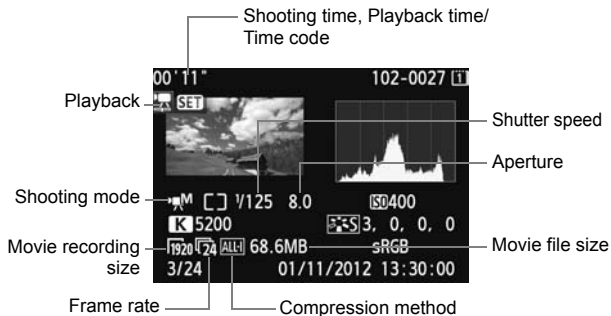 Shooting time, Playback time/
Time code
00'11"
102-0027 1
Playback
SET
Shutter speed
Aperture
Shooting mode
M 1/125 8.0 ISO400
K 5200
S 3, 0, 0, 0
Movie recording
size
1920 24 ALL-I 68.6MB
sRGB
Movie file size
3/24
01/11/2012 13:30:00
Frame rate
Compression method